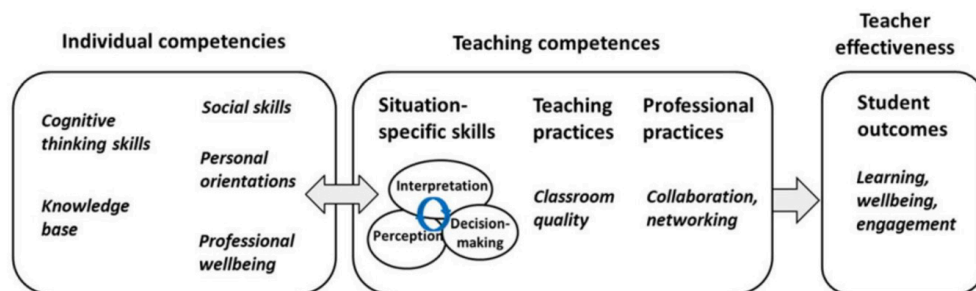 Individual competencies
Teaching competences
Teacher
effectiveness
Cognitive
thinking skills
Knowledge
base
Social skills
Personal
orientations
Professional
wellbeing
Situation-
specific skills
Interpretation
Perception
Decision-
making
Teaching
practices
Classroom
quality
Professional
practices
Collaboration,
networking
Student
outcomes
Learning,
wellbeing,
engagement